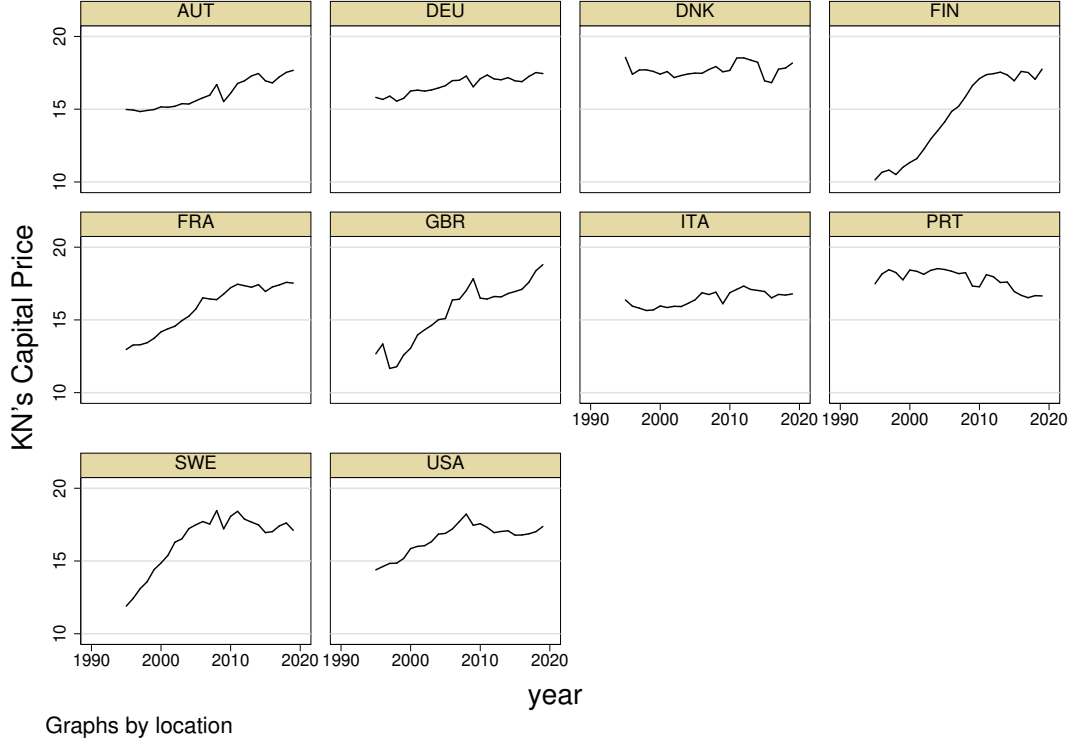 AUT DEU DNK FIN
20
15
10
FRA GBR ITA PRT
20
15
10
1990 2000 2010 2020 1990 2000 2010 2020
SWE USA
20
15
10
1990 2000 2010 2020 1990 2000 2010 2020
KN's Capital Price
year
Graphs by location